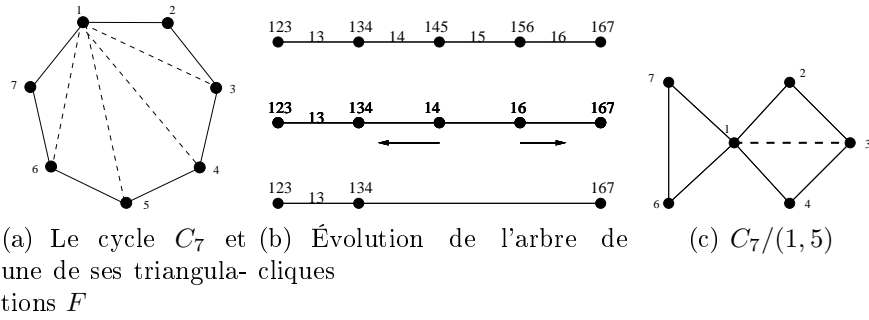 1
2
3
4
5
6
7
123 134 145 156 167
13 14 15 16
123 134 14 16 167
13
123 134 167
13
7
2
1
3
6
4
(a) Le cycle C₇ et
une de ses triangula-
tions F
(b) Évolution de l'arbre de
cliques
(c) C₇/(1, 5)